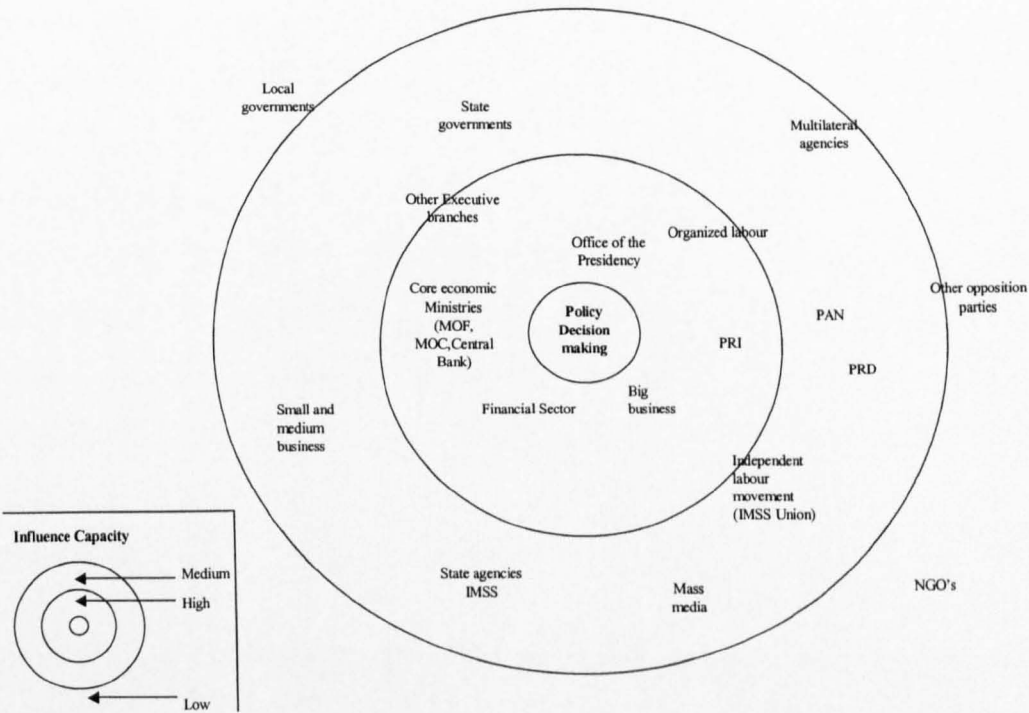 Local
governments
State
governments
Multilateral
agencies
Other Executive
branches
Organized labour
Office of the
Presidency
Core economic
Ministries
(MOF,
MOC,Central
Bank)
Policy
Decision
making
PRI
PAN
Other opposition
parties
PRD
Small and
medium
business
Financial Sector
Big
business
Independent
labour
movement
(IMSS Union)
State agencies
IMSS
Mass
media
NGO's
Influence Capacity
Medium
High
Low